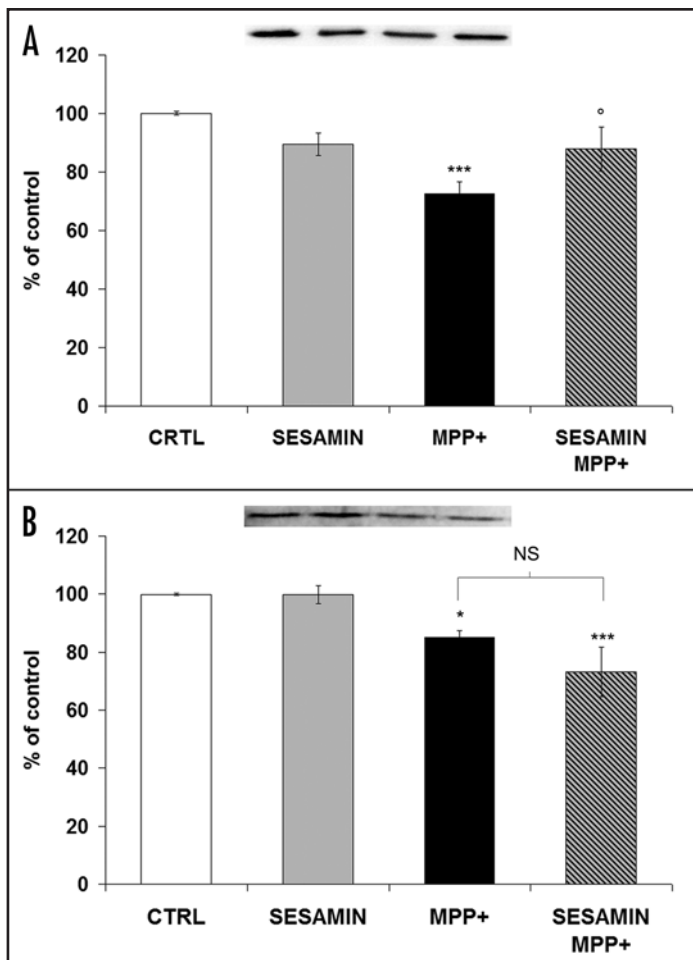 A
120
100
80
60
40
20
0
% of control
***
°
CRTL SESAMIN MPP+ SESAMIN MPP+
B
120
100
80
60
40
20
0
% of control
NS
*
***
CTRL SESAMIN MPP+ SESAMIN MPP+